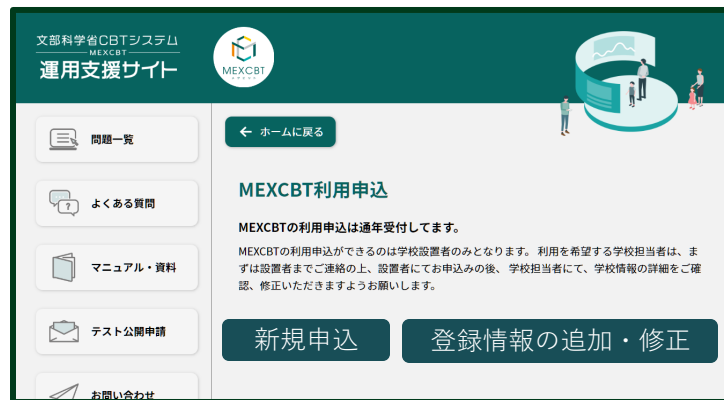 文部科学省CBTシステム
MEXCBT
運用支援サイト
MEXCBT
問題一覧
よくある質問
マニュアル・資料
テスト公開申請
お問い合わせ
← ホームに戻る
MEXCBT利用申込
MEXCBTの利用申込は通年受付してます。
MEXCBTの利用申込ができるのは学校設置者のみとなります。 利用を希望する学校担当者は、ま
ずは設置者までご連絡の上、設置者にてお申込みの後、 学校担当者にて、学校情報の詳細をご確
認、修正いただきますようお願いします。
新規申込
登録情報の追加・修正